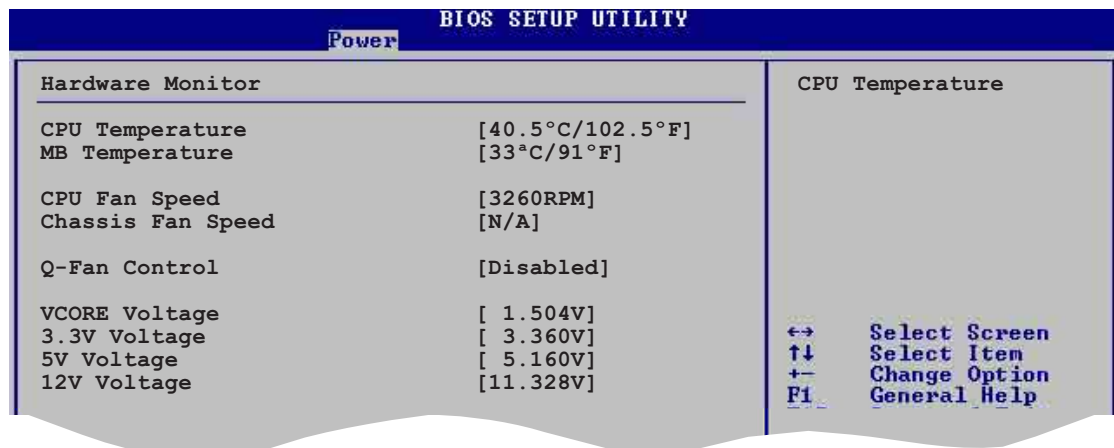 BIOS SETUP UTILITY
Power
Hardware Monitor
CPU Temperature [40.5°C/102.5°F]
MB Temperature [33ªC/91°F]
CPU Fan Speed [3260RPM]
Chassis Fan Speed [N/A]
Q-Fan Control [Disabled]
VCORE Voltage [ 1.504V]
3.3V Voltage [ 3.360V]
5V Voltage [ 5.160V]
12V Voltage [11.328V]
CPU Temperature
←→ Select Screen
↑↓ Select Item
+- Change Option
F1 General Help